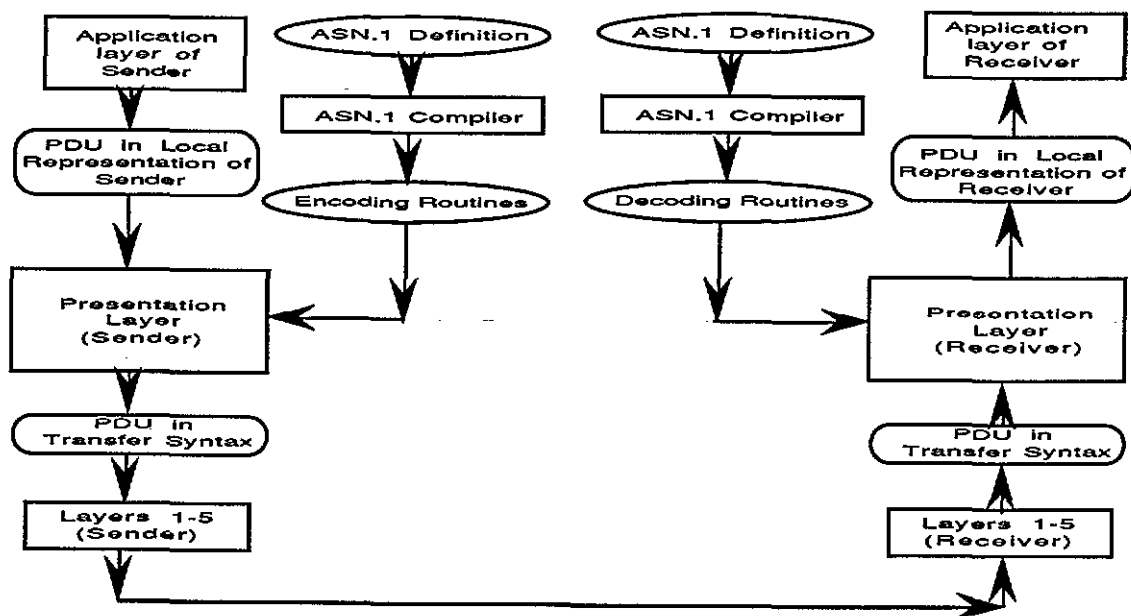 Application
layer of
Sender
ASN.1 Definition
ASN.1 Definition
Application
layer of
Receiver
ASN.1 Compiler
ASN.1 Compiler
PDU in Local
Representation of
Sender
PDU in Local
Representation of
Receiver
Encoding Routines
Decoding Routines
Presentation
Layer
(Sender)
Presentation
Layer
(Receiver)
PDU in
Transfer Syntax
PDU in
Transfer Syntax
Layers 1-5
(Sender)
Layers 1-5
(Receiver)